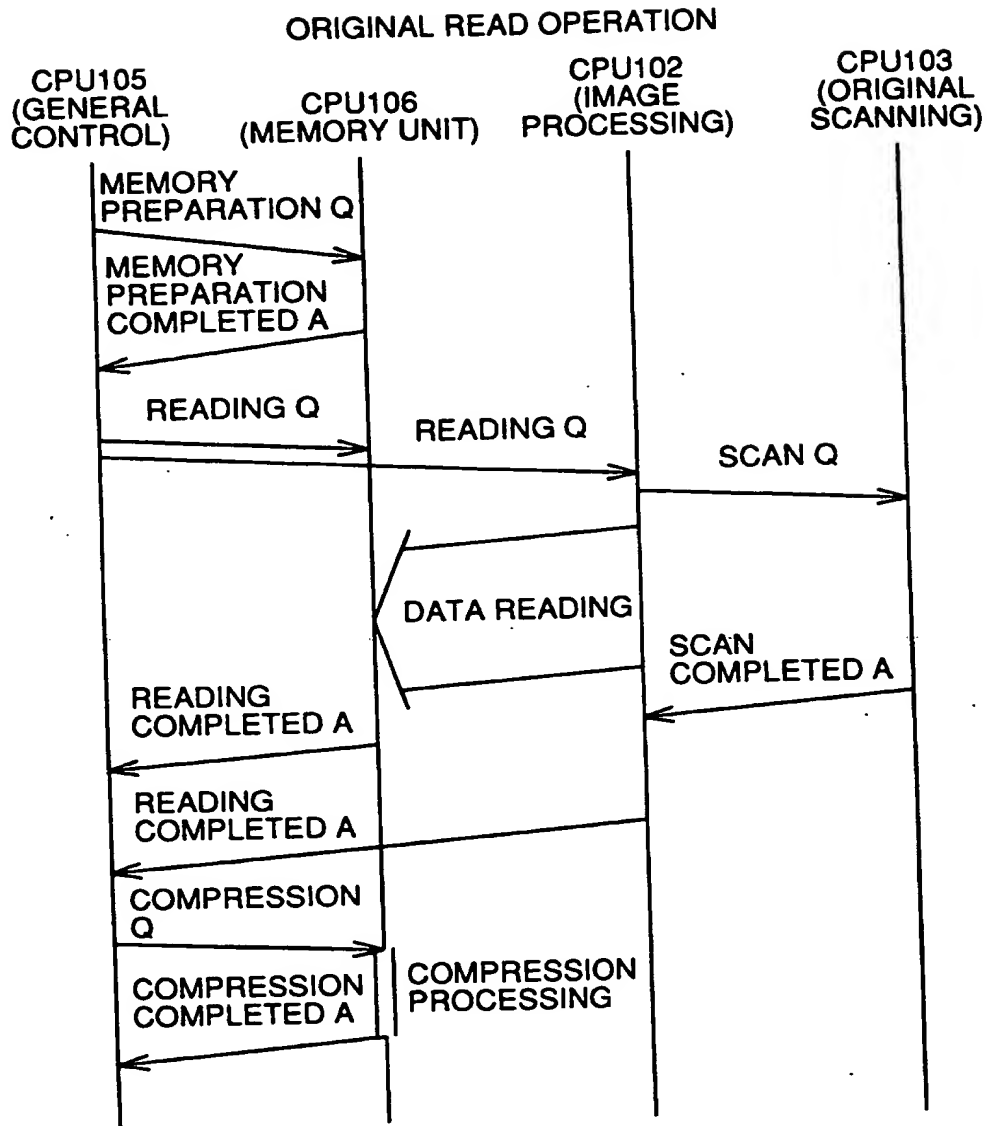 ORIGINAL READ OPERATION
CPU105
(GENERAL
CONTROL)
CPU106
(MEMORY UNIT)
CPU102
(IMAGE
PROCESSING)
CPU103
(ORIGINAL
SCANNING)
MEMORY
PREPARATION Q
MEMORY
PREPARATION
COMPLETED A
READING Q
READING Q
SCAN Q
DATA READING
SCAN
COMPLETED A
READING
COMPLETED A
READING
COMPLETED A
COMPRESSION
Q
COMPRESSION
COMPLETED A
COMPRESSION
PROCESSING